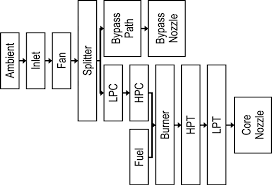 Ambient
Inlet
Fan
Splitter
Bypass
Path
Bypass
Nozzle
LPC
HPC
Fuel
Burner
HPT
LPT
Core
Nozzle